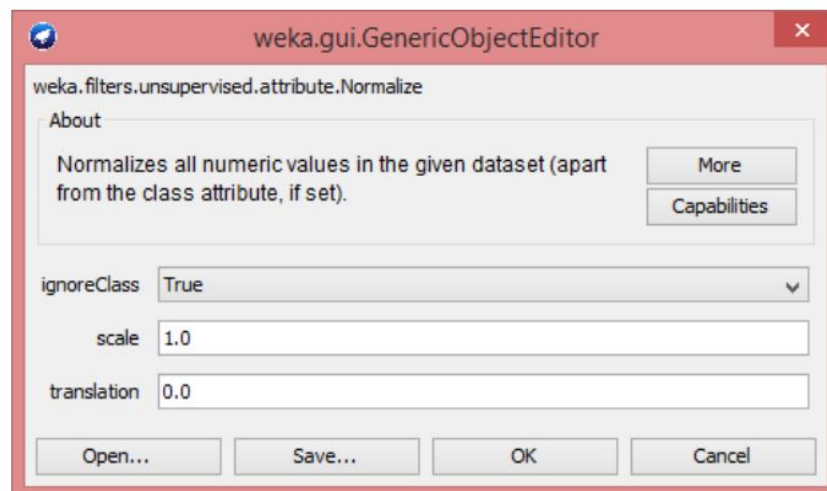 weka.gui.GenericObjectEditor
×
weka.filters.unsupervised.attribute.Normalize
About
Normalizes all numeric values in the given dataset (apart
from the class attribute, if set).
More
Capabilities
ignoreClass True
scale 1.0
translation 0.0
Open... Save... OK Cancel